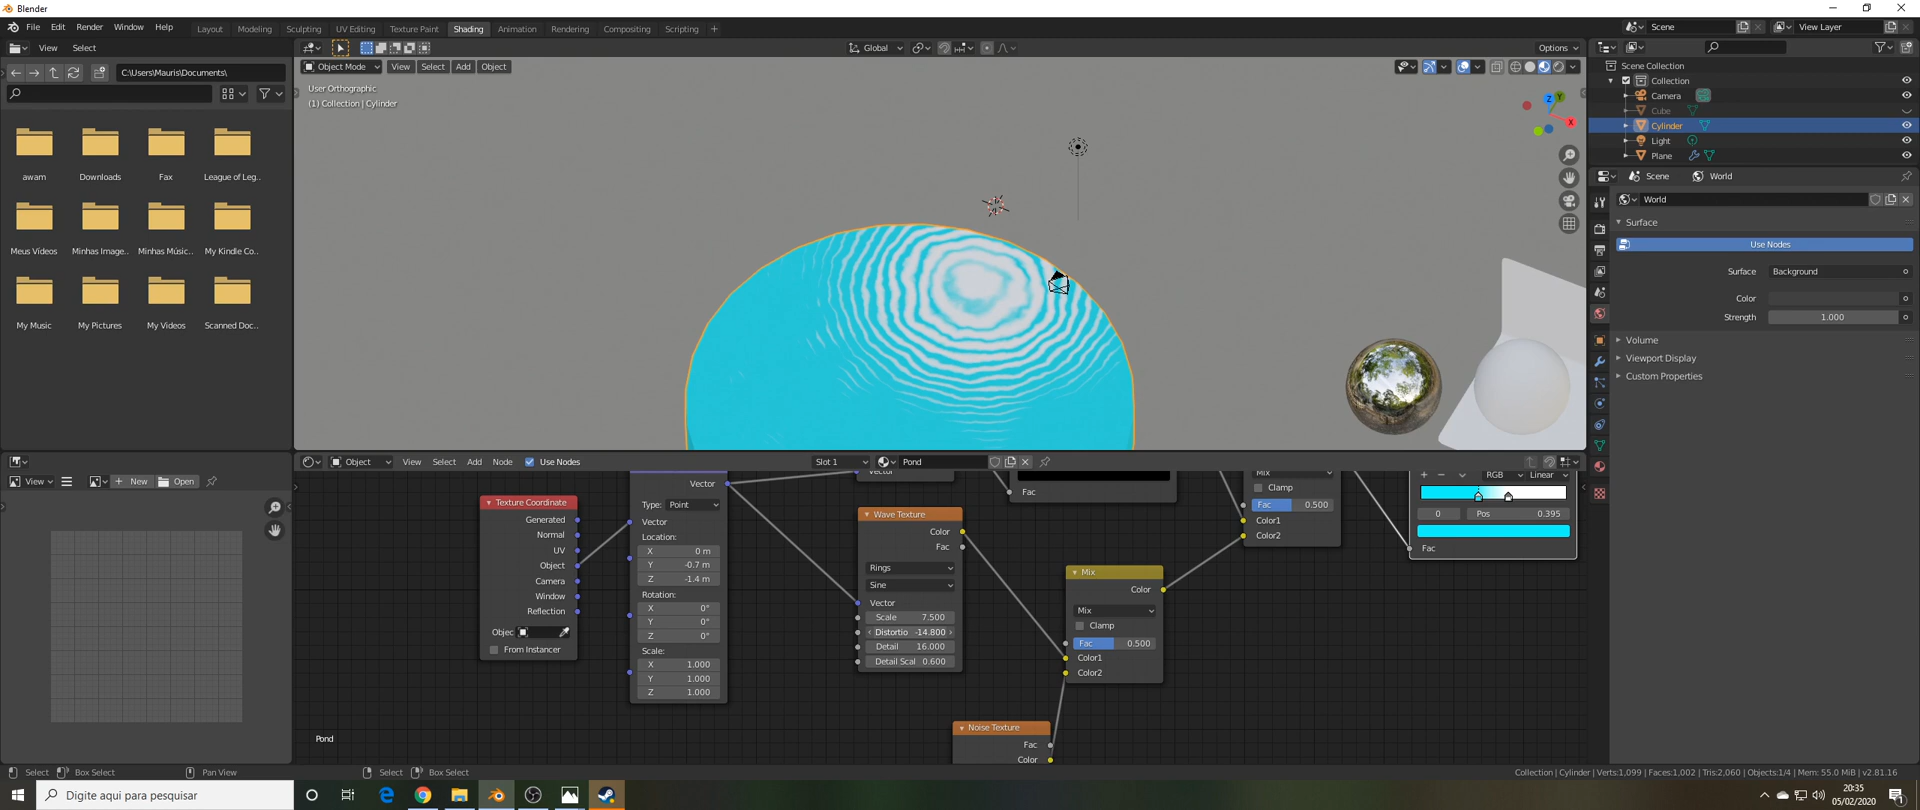 Blender
File Edit Render Window Help
Layout Modeling Sculpting UV Editing Texture Paint Shading Animation Rendering Compositing Scripting +
Scene
View Layer
View Select
Global
Options
C:\Users\Mauris\Documents\
Object Mode View Select Add Object
User Orthographic
(1) Collection | Cylinder
awam
Downloads
Fax
League of Leg..
Meus Vídeos
Minhas Image..
Minhas Músic..
My Kindle Co..
My Music
My Pictures
My Videos
Scanned Doc..
Z
Y
X
Scene Collection
Collection
Camera
Cube
Cylinder
Light
Plane
Scene
World
World
Surface
Use Nodes
Surface Background
Color
Strength 1.000
Volume
Viewport Display
Custom Properties
View
New
Open
Object View Select Add Node Use Nodes Slot 1 Pond
Texture Coordinate
Generated
Normal
UV
Object
Camera
Window
Reflection
Objec
From Instancer
Vector
Type: Point
Vector
Location:
X 0 m
Y -0.7 m
Z -1.4 m
Rotation:
X 0°
Y 0°
Z 0°
Scale:
X 1.000
Y 1.000
Z 1.000
Vector
Wave Texture
Color
Fac
Rings
Sine
Vector
Scale 7.500
Distortio -14.800
Detail 16.000
Detail Scal 0.600
Fac
Mix
Color
Mix
Clamp
Fac 0.500
Color1
Color2
Noise Texture
Fac
Color
Mix
Clamp
Fac 0.500
Color1
Color2
RGB Linear
0 Pos 0.395
Fac
Pond
Select Box Select Pan View Select Box Select
Collection | Cylinder | Verts:1,099 | Faces:1,002 | Tris:2,060 | Objects:1/4 | Mem: 55.0 MiB | v2.81.16
Digite aqui para pesquisar
20:35
05/02/2020